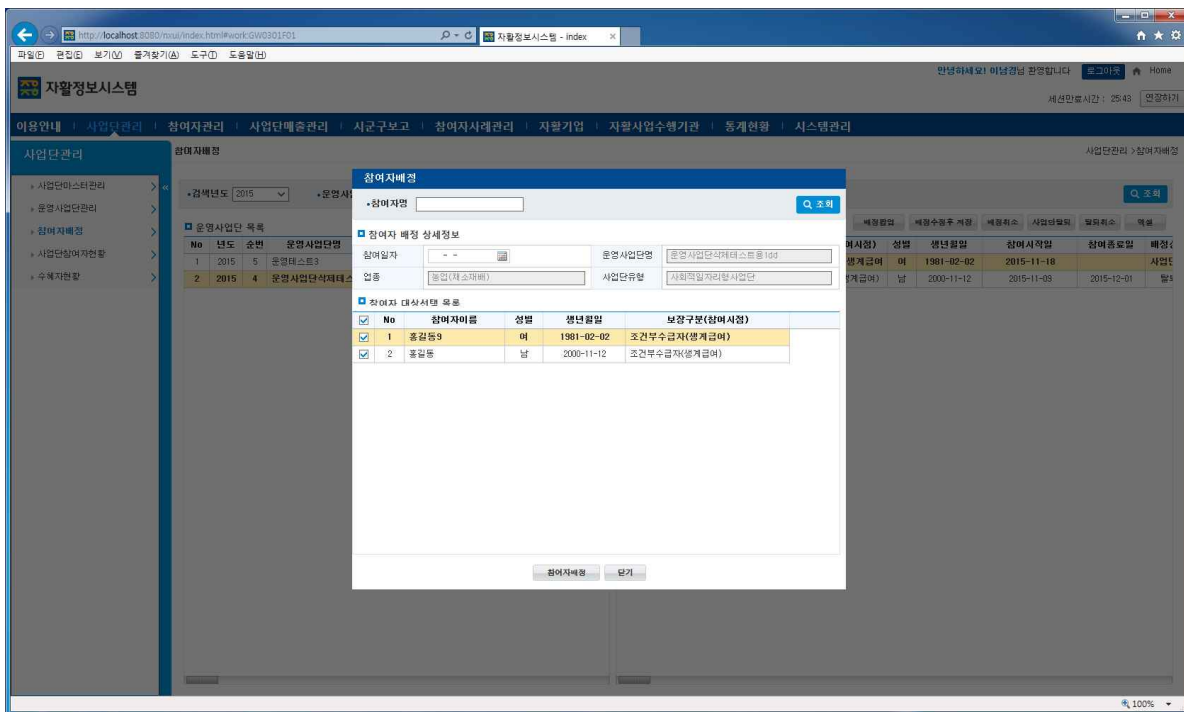 http://localhost:8080/nxui/index.html#work:GW0301F01
자활정보시스템 - index
파일(F) 편집(E) 보기(V) 즐겨찾기(A) 도구(T) 도움말(H)
안녕하세요! 이남경님 환영합니다 로그아웃 Home
자활정보시스템
세션만료시간 : 25:43 연장하기
이용안내 사업단관리 참여자관리 사업단매출관리 시군구보고 참여자사례관리 자활기업 자활사업수행기관 통계현황 시스템관리
사업단관리
참여자배정
사업단관리 >참여자배정
사업단마스터관리
운영사업단관리
참여자배정
사업단참여자현황
수혜자현황
검색년도 2015 운영사업
조회
운영사업단 목록
배정팝업 배정수정후 저장 배정취소 사업단탈퇴 탈퇴취소 엑셀
No 년도 순번 운영사업단명
1 2015 5 운영테스트3
2 2015 4 운영사업단삭제테스
여시점) 성별 생년월일 참여시작일 참여종료일
생계급여 여 1981-02-02 2015-11-18 사업단
생계급여) 남 2000-11-12 2015-11-09 2015-12-01
참여자배정
참여자명 조회
참여자 배정 상세정보
참여일자 - - 운영사업단명 운영사업단삭제테스트용1dd
업종 농업(채소재배) 사업단유형 사회적일자리형사업단
참여자 대상선택 목록
No 참여자이름 성별 생년월일 보장구분(참여시점)
1 홍길동9 여 1981-02-02 조건부수급자(생계급여)
2 홍길동 남 2000-11-12 조건부수급자(생계급여)
참여자배정 닫기
100%